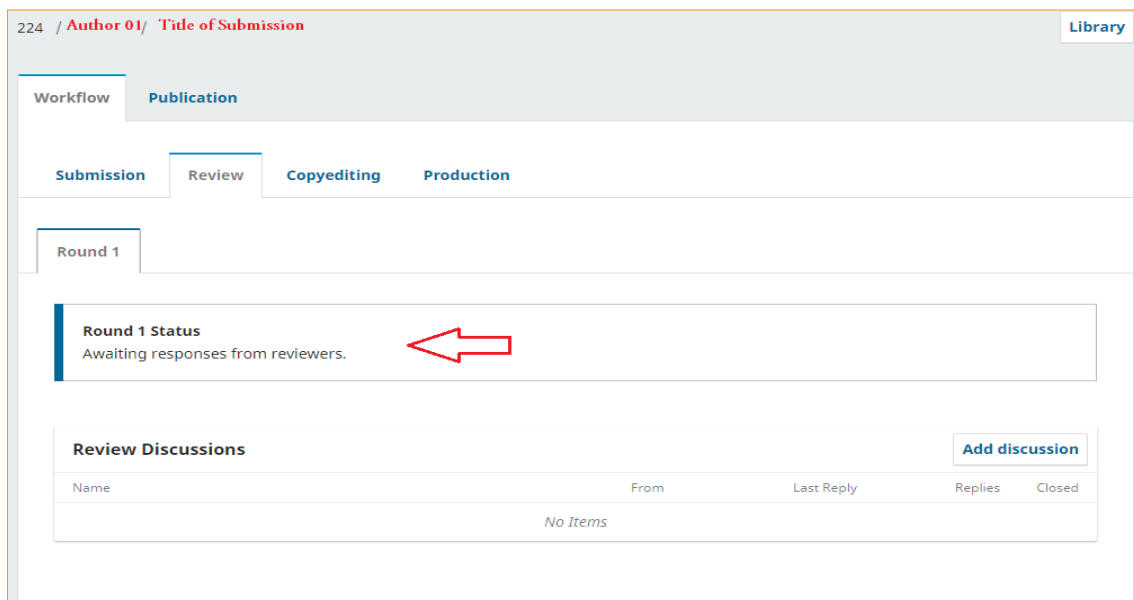 224 / Author 01/ Title of Submission
Library
Workflow Publication
Submission Review Copyediting Production
Round 1
Round 1 Status
Awaiting responses from reviewers.
Review Discussions Add discussion
Name From Last Reply Replies Closed
No Items